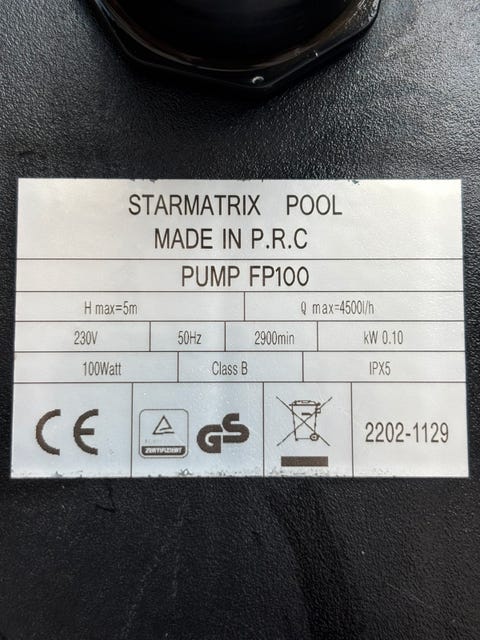 STARMATRIX POOL
MADE IN P.R.C
PUMP FP100
H max=5m Q max=4500l/h
230V 50Hz 2900min kW 0.10
100Watt Class B IPX5
CE ZERTIFIZIERT GS 2202-1129